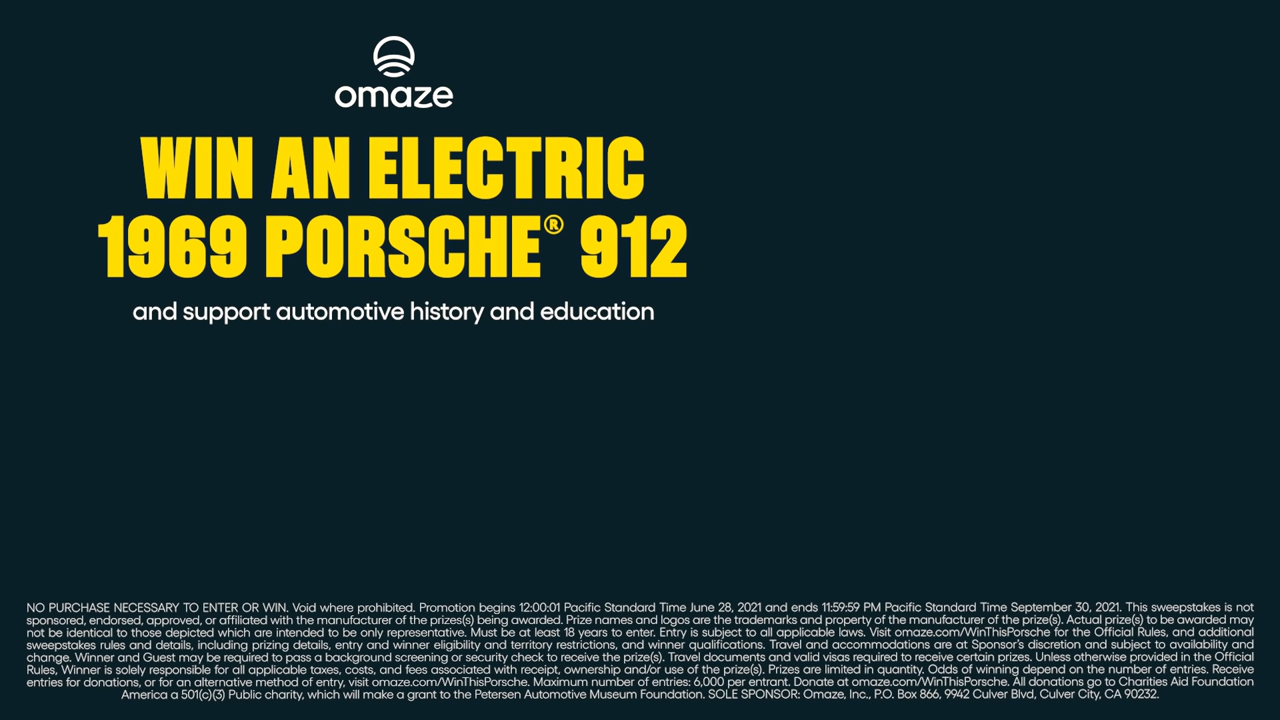 omaze
WIN AN ELECTRIC
1969 PORSCHE® 912
and support automotive history and education
NO PURCHASE NECESSARY TO ENTER OR WIN. Void where prohibited. Promotion begins 12:00:01 Pacific Standard Time June 28, 2021 and ends 11:59:59 PM Pacific Standard Time September 30, 2021. This sweepstakes is not
sponsored, endorsed, approved, or affiliated with the manufacturer of the prizes(s) being awarded. Prize names and logos are the trademarks and property of the manufacturer of the prize(s). Actual prize(s) to be awarded may
not be identical to those depicted which are intended to be only representative. Must be at least 18 years to enter. Entry is subject to all applicable laws. Visit omaze.com/WinThisPorsche for the Official Rules, and additional
sweepstakes rules and details, including prizing details, entry and winner eligibility and territory restrictions, and winner qualifications. Travel and accommodations are at Sponsor's discretion and subject to availability and
change. Winner and Guest may be required to pass a background screening or security check to receive the prize(s). Travel documents and valid visas required to receive certain prizes. Unless otherwise provided in the Official
Rules, Winner is solely responsible for all applicable taxes, costs, and fees associated with receipt, ownership and/or use of the prize(s). Prizes are limited in quantity. Odds of winning depend on the number of entries. Receive
entries for donations, or for an alternative method of entry, visit omaze.com/WinThisPorsche. Maximum number of entries: 6,000 per entrant. Donate at omaze.com/WinThisPorsche. All donations go to Charities Aid Foundation
America a 501(c)(3) Public charity, which will make a grant to the Petersen Automotive Museum Foundation. SOLE SPONSOR: Omaze, Inc., P.O. Box 866, 9942 Culver Blvd, Culver City, CA 90232.